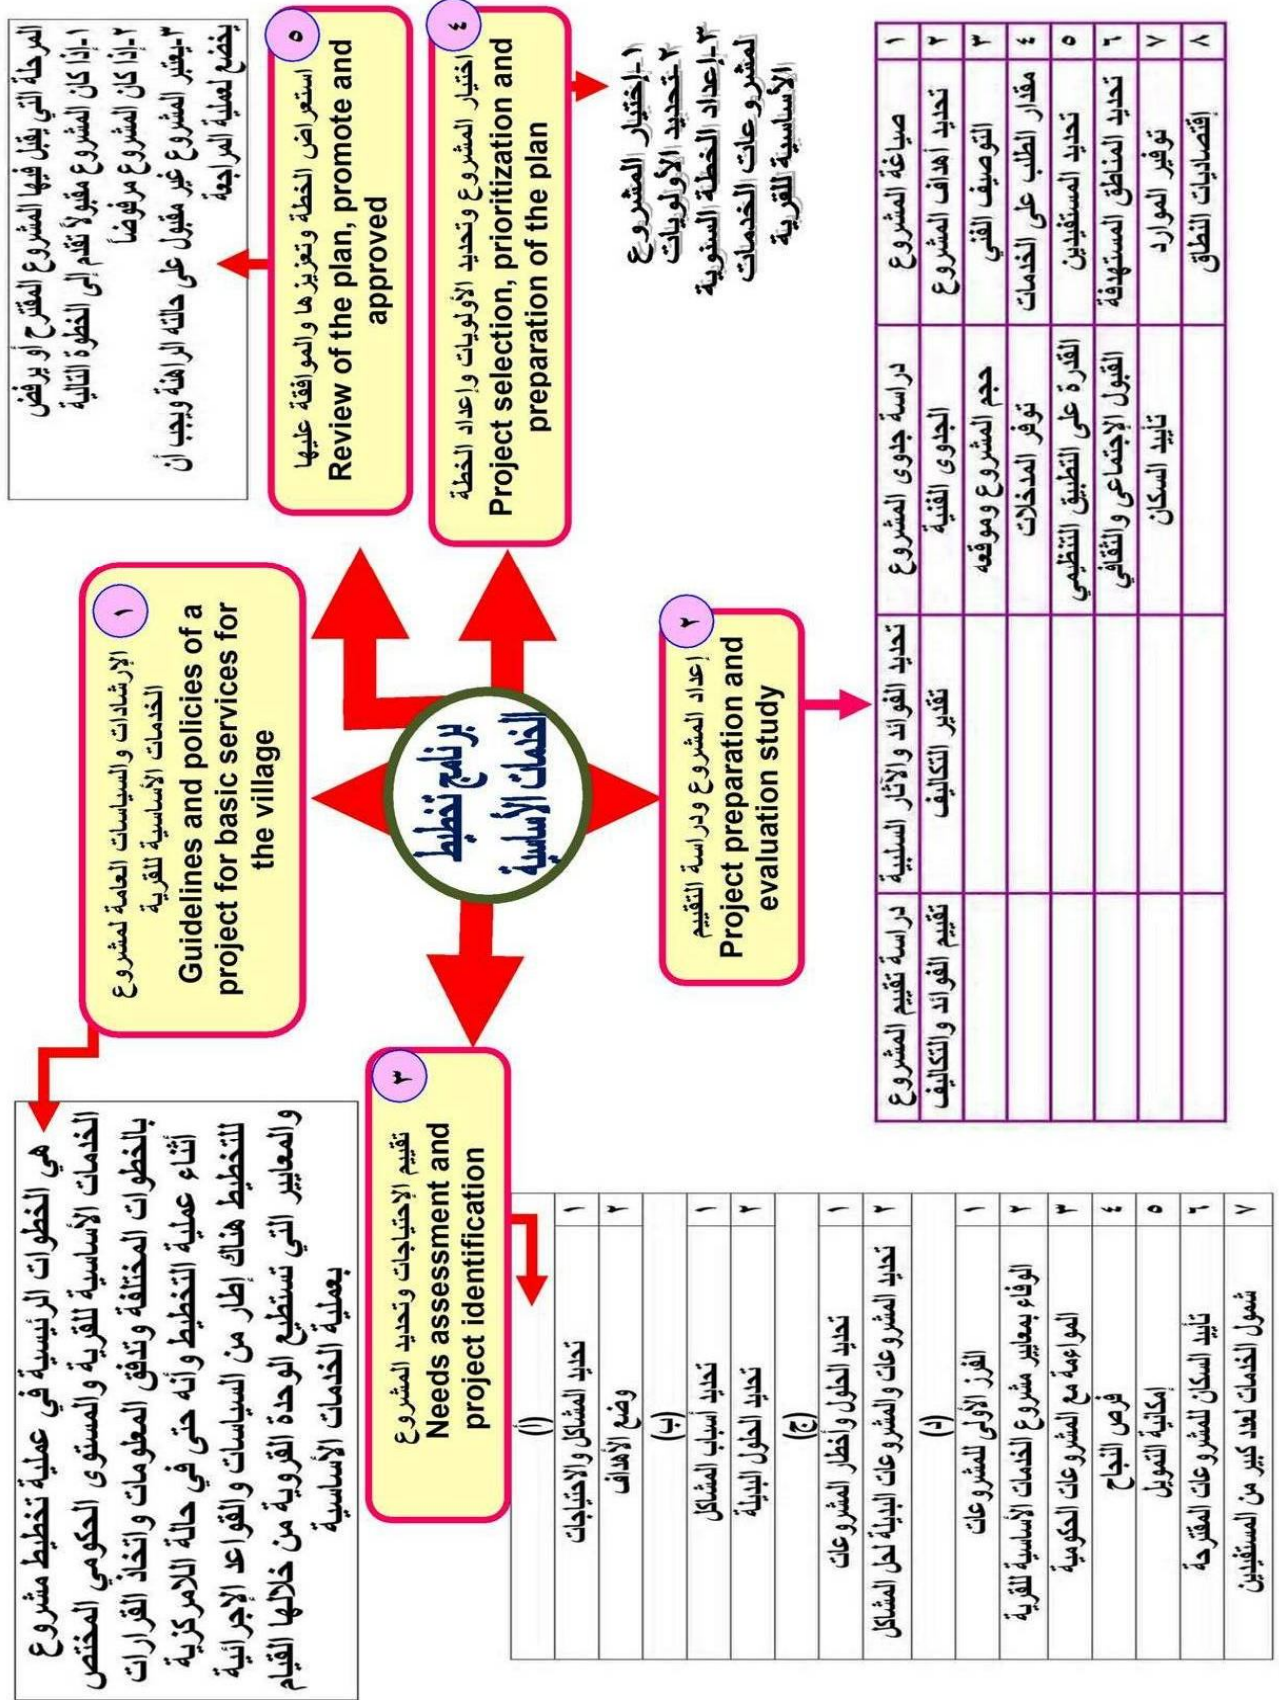 برنامج تخطيط
الخدمات الأساسية
١
الإرشادات والسياسات العامة لمشروع
الخدمات الأساسية للقرية
Guidelines and policies of a
project for basic services for
the village
هي الخطوات الرئيسية في عملية تخطيط مشروع
الخدمات الأساسية للقرية والمستوى الحكومي المختص
بالخطوات المختلفة وتدفق المعلومات واتخاذ القرارات
أثناء عملية التخطيط وأنه حتى في حالة اللامركزية
للتخطيط هناك إطار من السياسات والقواعد الإجرائية
والمعايير التي تستطيع الوحدة القروية من خلالها القيام
بعملية الخدمات الأساسية
٢
إعداد المشروع ودراسة التقييم
Project preparation and
evaluation study
١ صياغة المشروع دراسة جدوى المشروع تحديد الفوائد والآثار السلبية دراسة تقييم المشروع
٢ تحديد أهداف المشروع الجدوى الفنية تقدير التكاليف تقييم الفوائد والتكاليف
٣ التوصيف الفني حجم المشروع وموقعه
٤ مقدار الطلب على الخدمات توفر المدخلات
٥ تحديد المستفيدين القدرة على التطبيق التنظيمي
٦ تحديد المناطق المستهدفة القبول الإجتماعى والثقافي
٧ توفير الموارد تأييد السكان
٨ إقتصاديات النطاق
٣
تقييم الإحتياجات وتحديد المشروع
Needs assessment and
project identification
(أ)
١ تحديد المشاكل والاحتياجات
٢ وضع الأهداف
(ب)
١ تحديد أسباب المشاكل
٢ تحديد الحلول البديلة
(ج)
١ تحديد الحلول وأخطار المشروعات
٢ تحديد المشروعات والمشروعات البديلة لحل المشاكل
(د)
١ الفرز الأولى للمشروعات
٢ الوفاء بمعايير مشروع الخدمات الأساسية للقرية
٣ المواءمة مع المشروعات الحكومية
٤ فرص النجاح
٥ إمكانية التمويل
٦ تأييد السكان للمشروعات المقترحة
٧ شمول الخدمات لعدد كبير من المستفيدين
٤
اختيار المشروع وتحديد الأولويات وإعداد الخطة
Project selection, prioritization and
preparation of the plan
١-إختيار المشروع
٢-تحديد الأولويات
٣-إعداد الخطة السنوية
لمشروعات الخدمات
الأساسية للقرية
٥
استعراض الخطة وتعزيزها والموافقة عليها
Review of the plan, promote and
approved
المرحلة التي يقبل فيها المشروع المقترح أو يرفض
١-إذا كان المشروع مقبولاً تقدم إلى الخطوة التالية
٢-إذا كان المشروع مرفوضاً
٣-يعتبر المشروع غير مقبول على حالته الراهنة ويجب أن
يخضع لعملية المراجعة